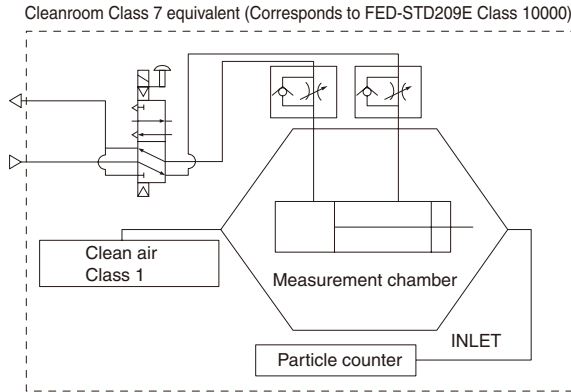 Cleanroom Class 7 equivalent (Corresponds to FED-STD209E Class 10000)
Clean air
Class 1
Measurement chamber
INLET
Particle counter